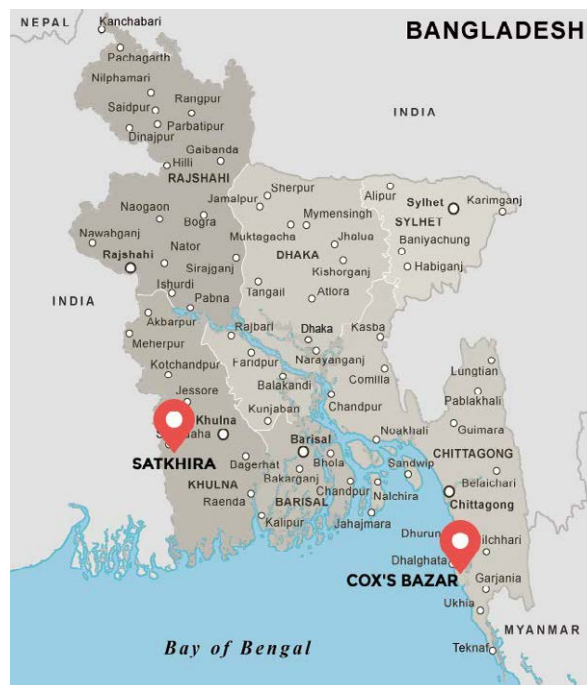 NEPAL
Kanchabari
BANGLADESH
Pachagarth
Nilphamari
Rangpur
Saidpur
Parbatipur
Dinajpur
INDIA
Gaibanda
Hilli
RAJSHAHI
Sherpur
Alipur
Sylhet
Karimganj
Jamalpur
Naogaon
Bogra
Mymensingh
SYLHET
Muktagacha
Jhalua
Baniyachung
Nawabganj
Nator
DHAKA
Rajshahi
Sirajganj
Kishorganj
Habiganj
Ishurdi
Tangail
Atlora
INDIA
Pabna
Akbarpur
Rajbari
Dhaka
Kasba
Meherpur
Faridpur
Narayanganj
Lungtian
Kotchandpur
Balakandi
Comilla
Jessore
Chandpur
Pablakhali
Khulna
Kunjaban
Guimara
Noakhali
Barisal
CHITTAGONG
SATKHIRA
Dagerhat
Bhola
Sandwip
Belaichari
KHULNA
Bakarganj
Chandpur
Nalchira
Chittagong
Raenda
BARISAL
Kalipur
Jahajmara
Dhalghata
COX'S BAZAR
Garjania
Ukhia
MYANMAR
Bay of Bengal
Teknaf